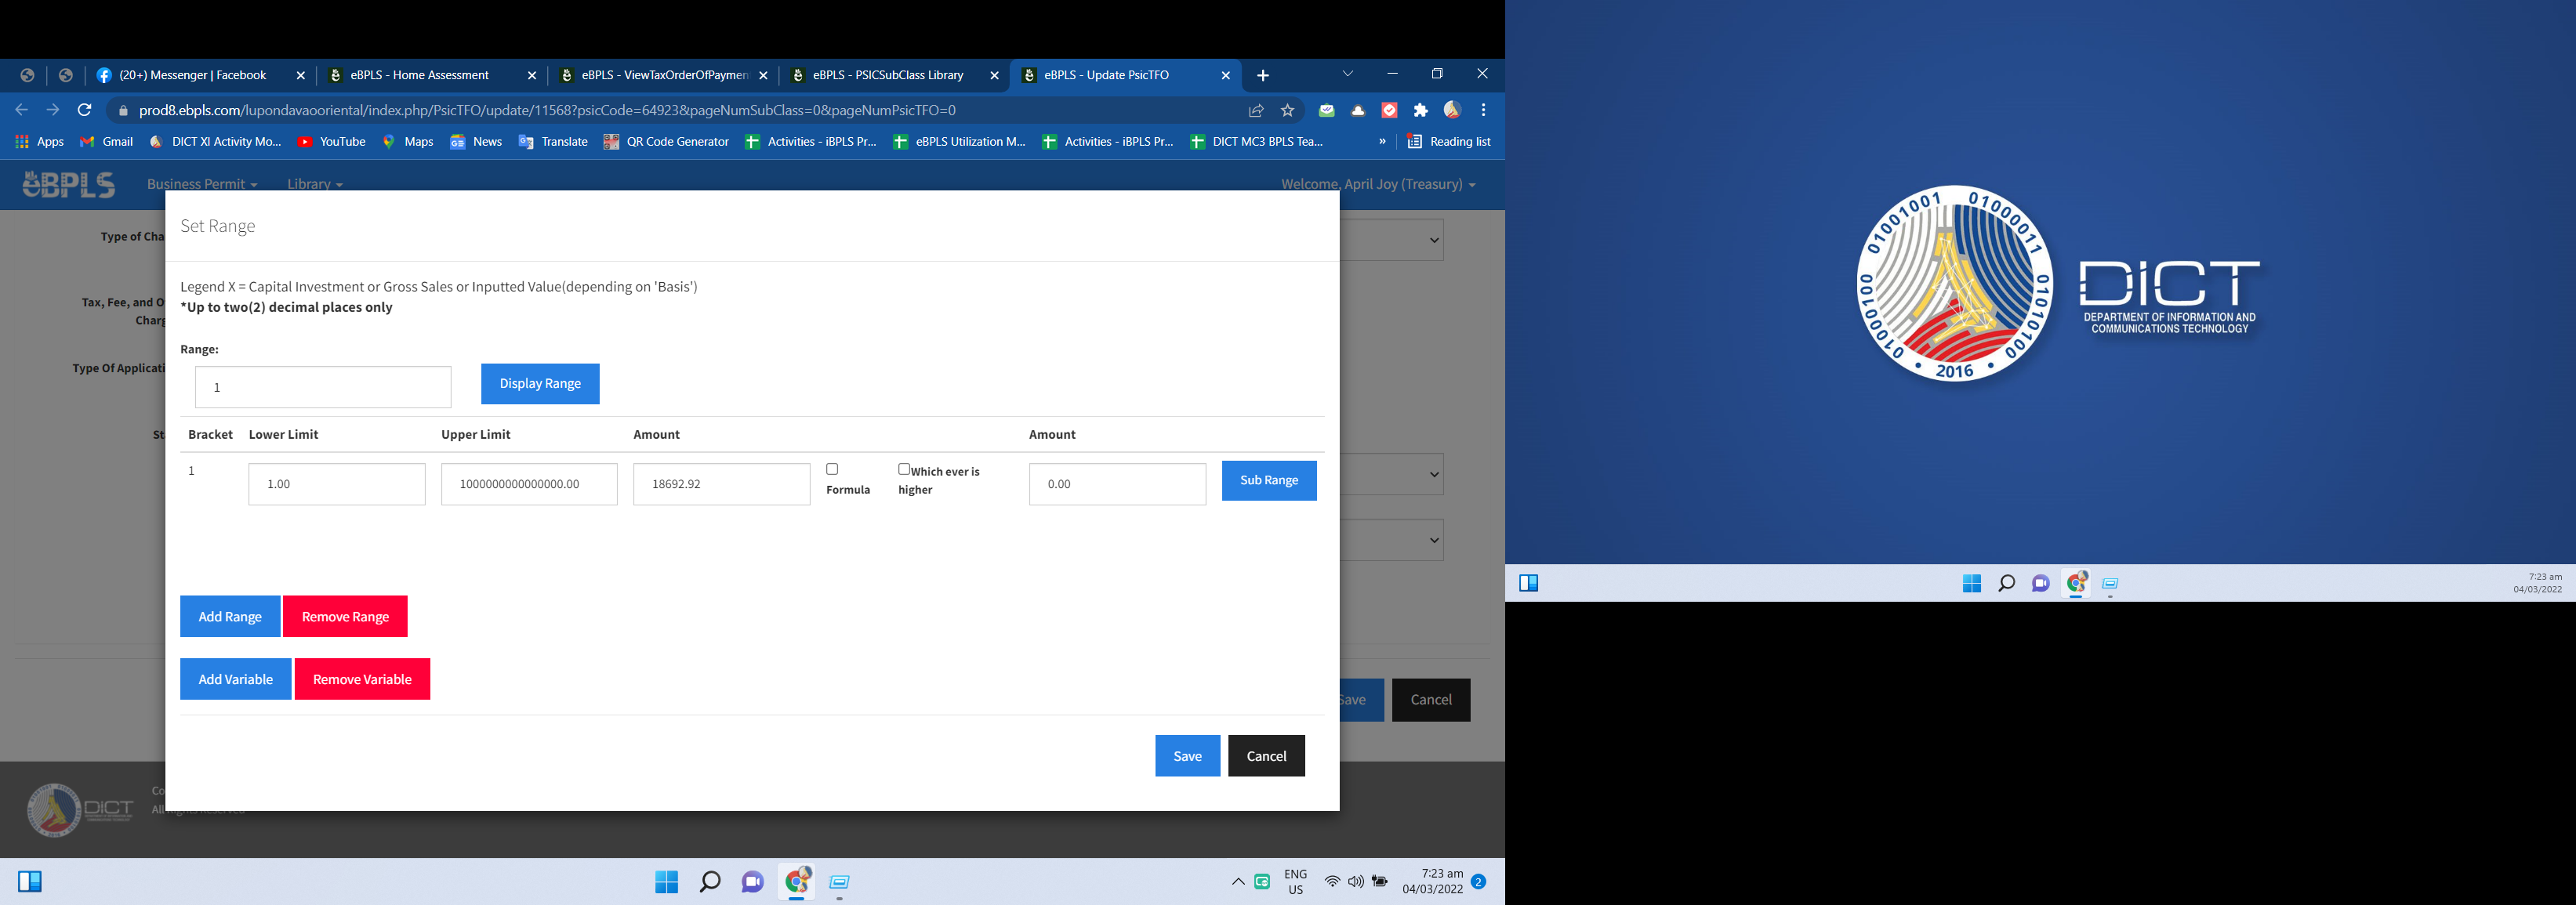 (20+) Messenger | Facebook
eBPLS - Home Assessment
eBPLS - ViewTaxOrderOfPaymen
eBPLS - PSICSubClass Library
eBPLS - Update PsicTFO
prod8.ebpls.com/lupondavaooriental/index.php/PsicTFO/update/11568?psicCode=64923&pageNumSubClass=0&pageNumPsicTFO=0
Apps Gmail DICT XI Activity Mo... YouTube Maps News Translate QR Code Generator Activities - iBPLS Pr... eBPLS Utilization M... Activities - iBPLS Pr... DICT MC3 BPLS Tea... » Reading list
eBPLS Business Permit Library Welcome, April Joy (Treasury)
Set Range
Type of Cha
Legend X = Capital Investment or Gross Sales or Inputted Value(depending on 'Basis')
*Up to two(2) decimal places only
Tax, Fee, and O
Charg
Range:
Type Of Applicati
1 Display Range
St
Bracket Lower Limit Upper Limit Amount Amount
1 1.00 1000000000000000.00 18692.92 Formula Which ever is higher 0.00 Sub Range
Add Range Remove Range
Add Variable Remove Variable
Save Cancel
Save Cancel
DICT
Co
All Rights Reserved
ENG
US
7:23 am
04/03/2022
2
01000100 01001001 01000011 01010100
• 2016 •
DICT
DEPARTMENT OF INFORMATION AND
COMMUNICATIONS TECHNOLOGY
7:23 am
04/03/2022